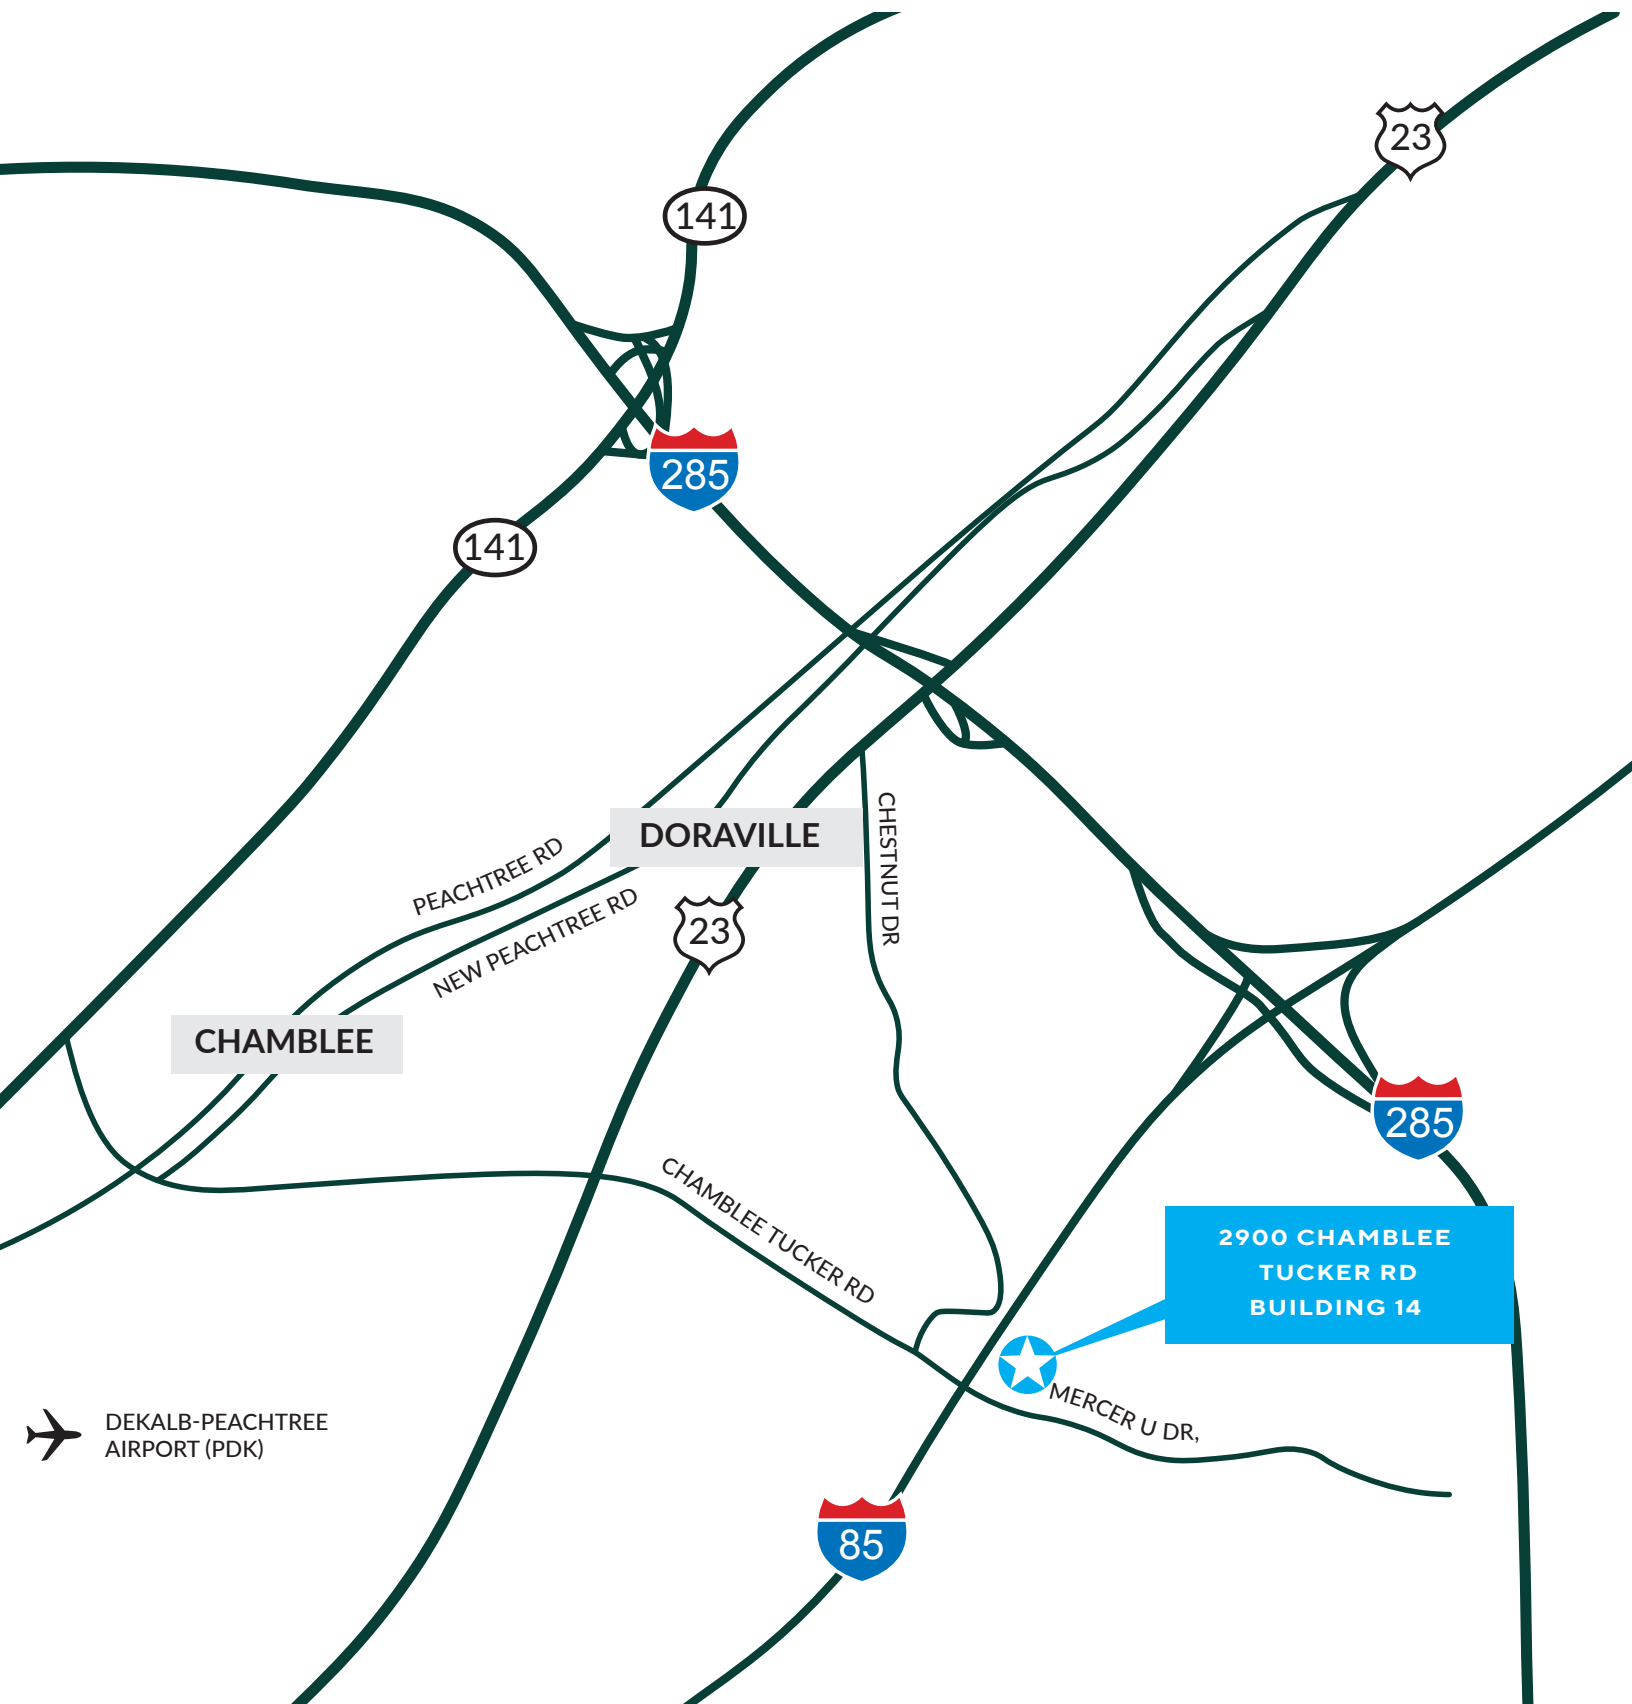 23
141
285
141
CHESTNUT DR
DORAVILLE
PEACHTREE RD
NEW PEACHTREE RD
23
CHAMBLEE
285
CHAMBLEE TUCKER RD
2900 CHAMBLEE
TUCKER RD
BUILDING 14
MERCER U DR,
DEKALB-PEACHTREE
AIRPORT (PDK)
85